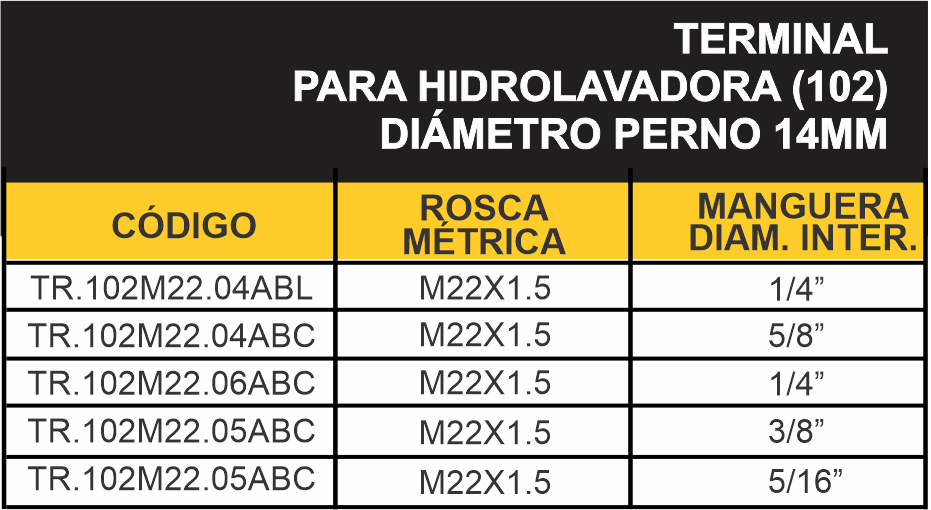 TERMINAL
PARA HIDROLAVADORA (102)
DIÁMETRO PERNO 14MM
CÓDIGO ROSCA MÉTRICA MANGUERA DIAM. INTER.
TR.102M22.04ABL M22X1.5 1/4”
TR.102M22.04ABC M22X1.5 5/8”
TR.102M22.06ABC M22X1.5 1/4”
TR.102M22.05ABC M22X1.5 3/8”
TR.102M22.05ABC M22X1.5 5/16”